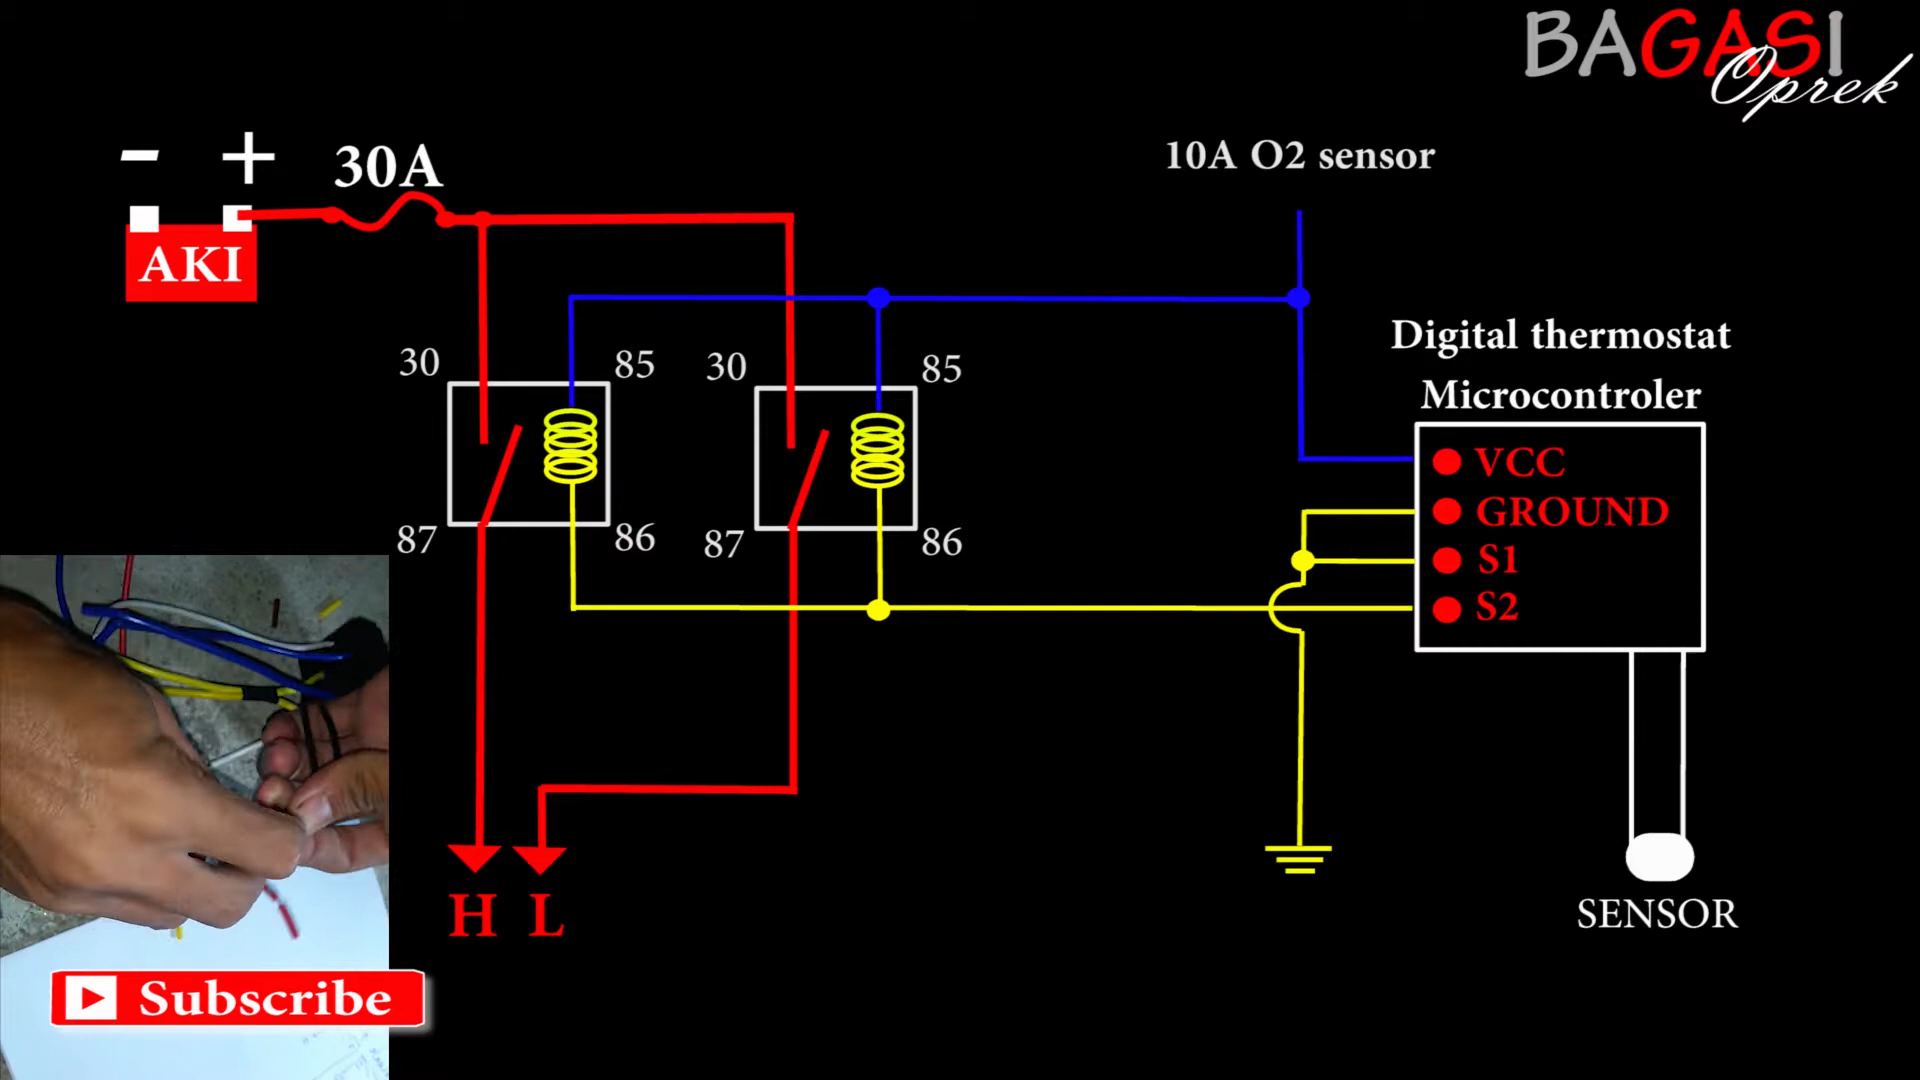 BAGASI
Oprek
- +
30A
AKI
10A O2 sensor
30
85
30
85
87
86
87
86
Digital thermostat
Microcontroler
VCC
GROUND
S1
S2
H L
SENSOR
Subscribe